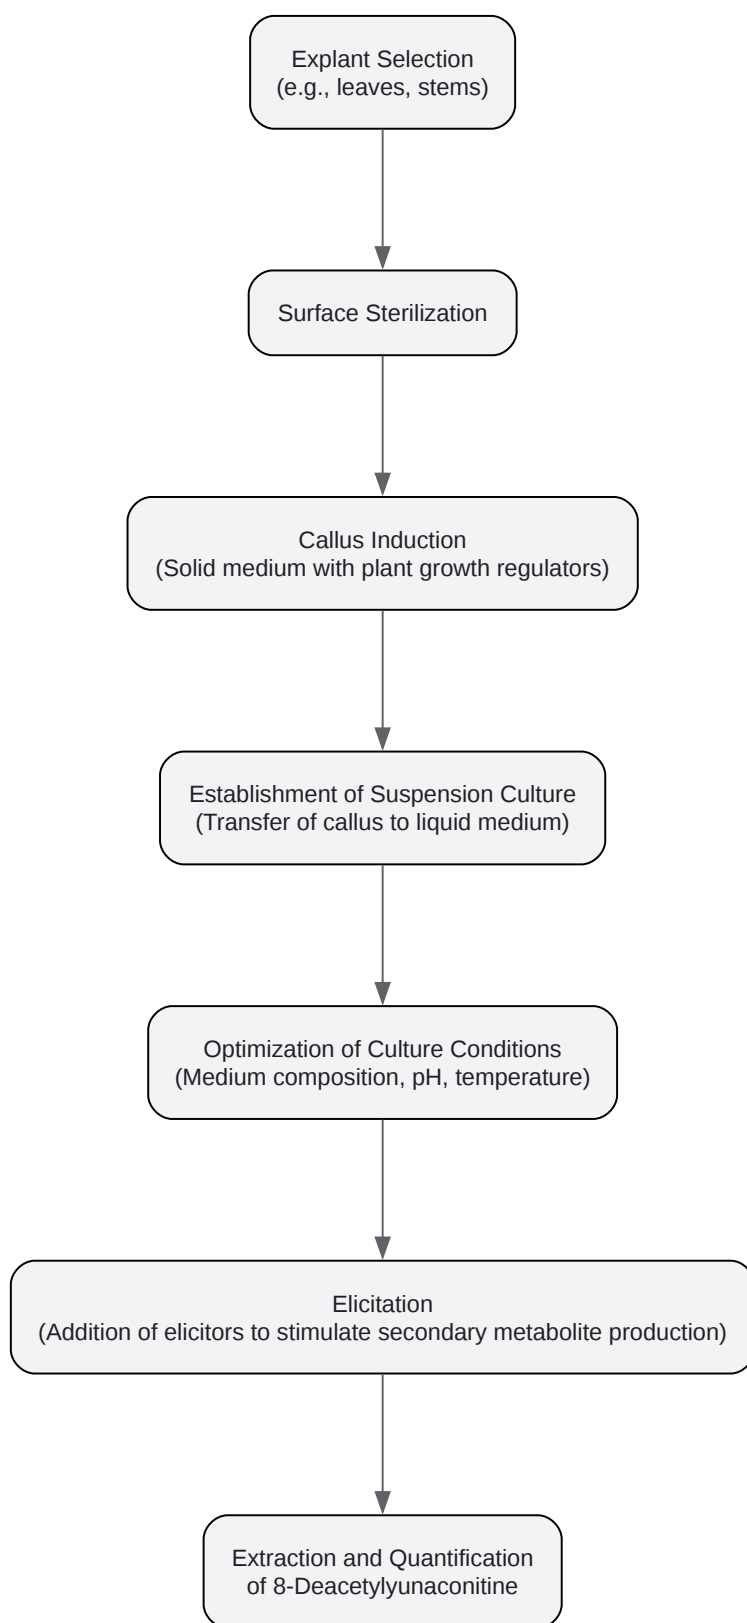 Explant Selection
(e.g., leaves, stems)
Surface Sterilization
Callus Induction
(Solid medium with plant growth regulators)
Establishment of Suspension Culture
(Transfer of callus to liquid medium)
Optimization of Culture Conditions
(Medium composition, pH, temperature)
Elicitation
(Addition of elicitors to stimulate secondary metabolite production)
Extraction and Quantification
of 8-Deacetylyunaconitine